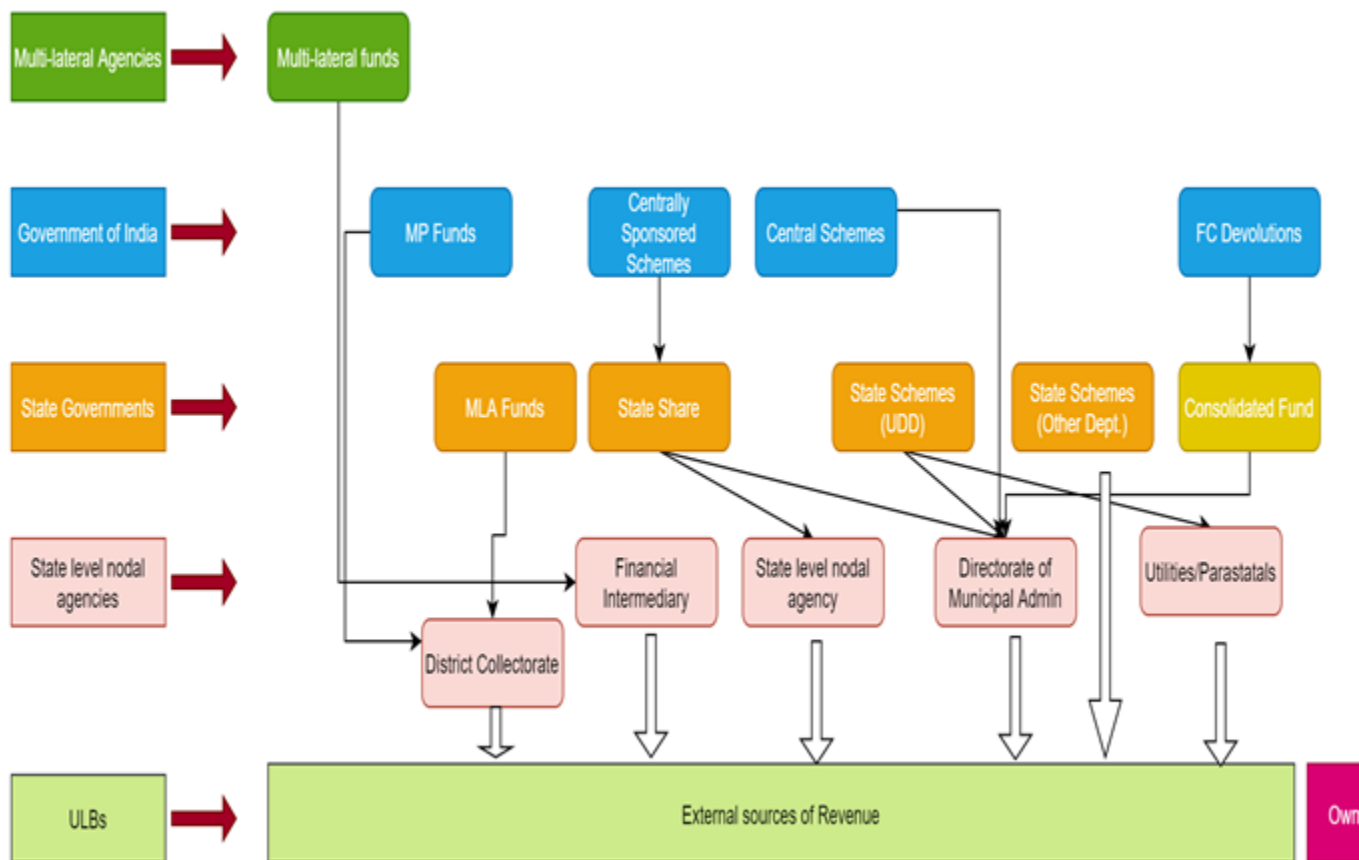 Multi-lateral Agencies
Multi-lateral funds
Government of India
MP Funds
Centrally
Sponsored
Schemes
Central Schemes
FC Devolutions
State Governments
MLA Funds
State Share
State Schemes
(UDD)
State Schemes
(Other Dept.)
Consolidated Fund
State level nodal
agencies
Financial
Intermediary
State level nodal
agency
Directorate of
Municipal Admin
Utilities/Parastatals
District Collectorate
ULBs
External sources of Revenue
Own